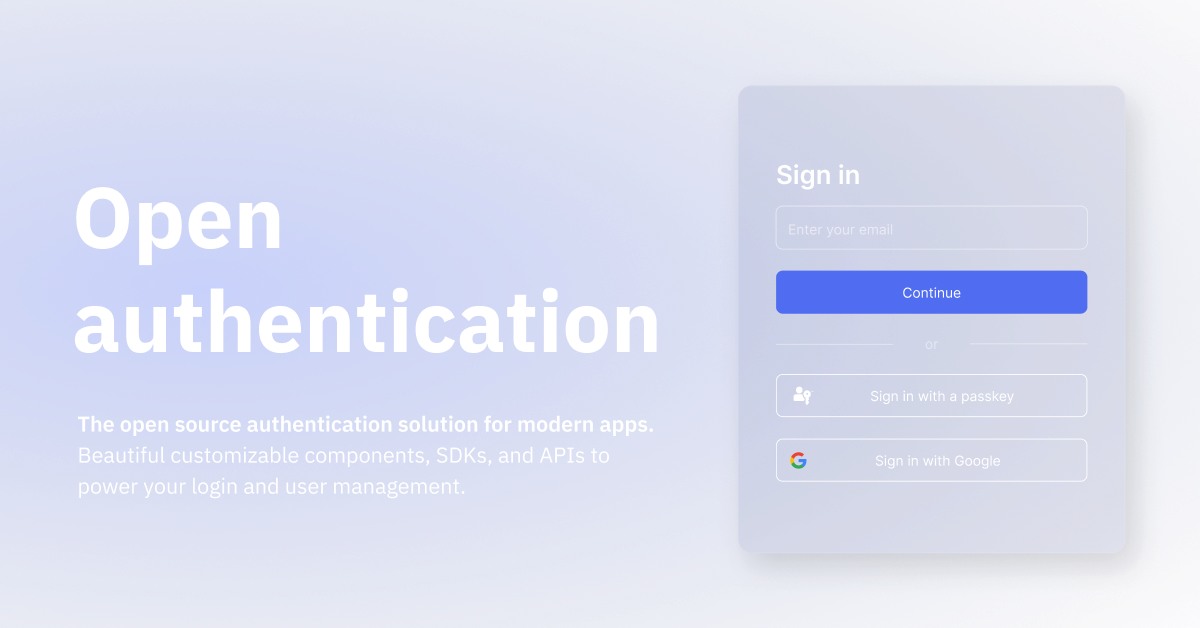 Open
authentication
The open source authentication solution for modern apps.
Beautiful customizable components, SDKs, and APIs to
power your login and user management.
Sign in
Enter your email
Continue
or
Sign in with a passkey
Sign in with Google